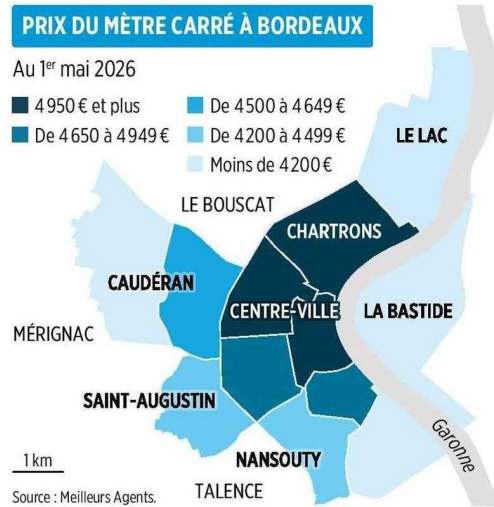 PRIX DU MÈTRE CARRÉ À BORDEAUX
Au 1er mai 2026
4 950 € et plus
De 4 650 à 4 949 €
De 4 500 à 4 649 €
De 4 200 à 4 499 €
Moins de 4 200 €
LE LAC
LE BOUSCAT
CHARTRONS
CAUDÉRAN
CENTRE-VILLE
LA BASTIDE
MÉRIGNAC
SAINT-AUGUSTIN
NANSOUTY
Garonne
1 km
TALENCE
Source : Meilleurs Agents.